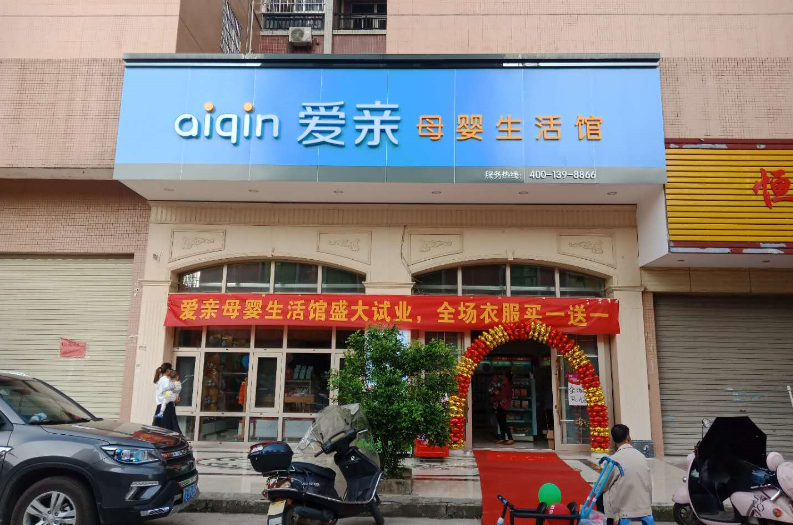 aiqin 爱亲 母婴生活馆
服务热线：400-139-8866
恒
爱亲母婴生活馆盛大试业，全场衣服买一送一